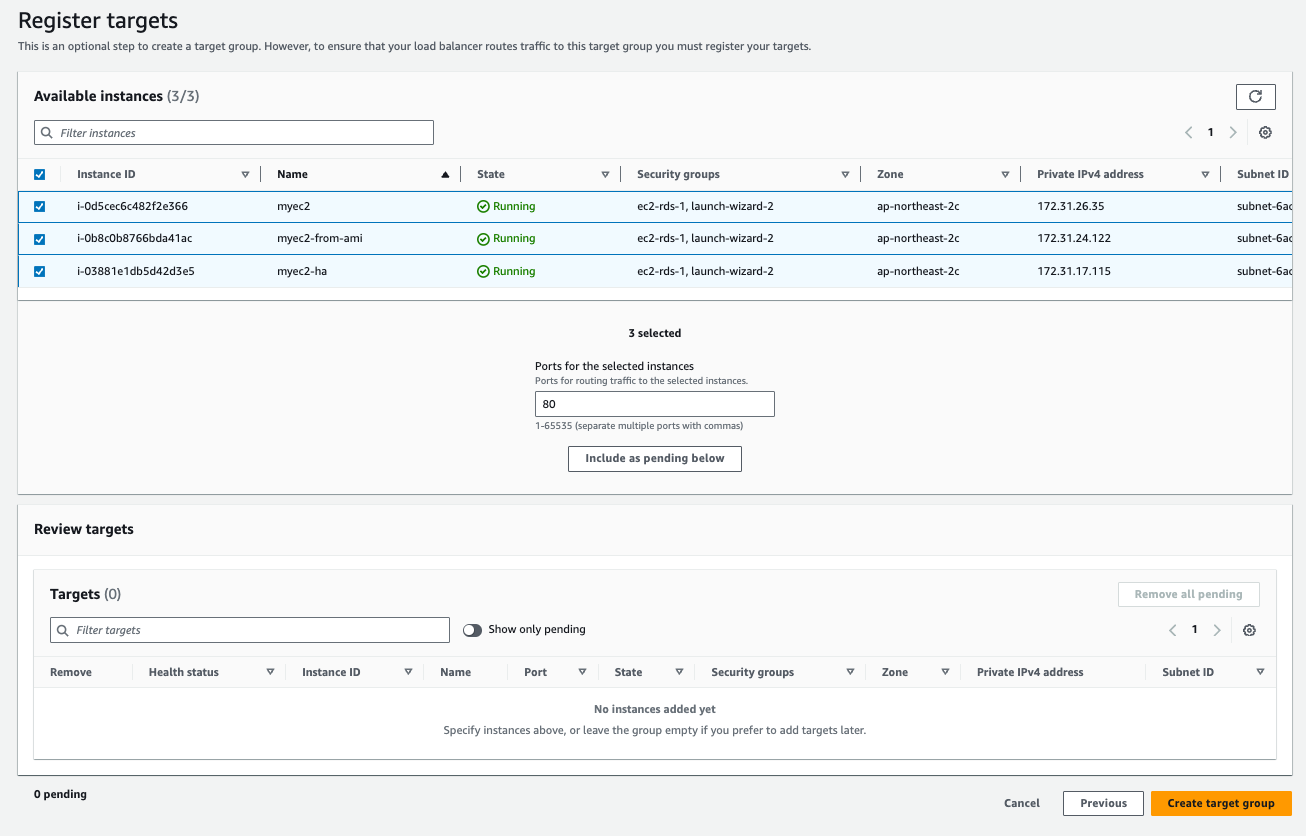 Register targets
This is an optional step to create a target group. However, to ensure that your load balancer routes traffic to this target group you must register your targets.
Available instances (3/3)
Filter instances
1
Instance ID Name State Security groups Zone Private IPv4 address Subnet ID
i-0d5cec6c482f2e366 myec2 Running ec2-rds-1, launch-wizard-2 ap-northeast-2c 172.31.26.35 subnet-6ac
i-0b8c0b8766bda41ac myec2-from-ami Running ec2-rds-1, launch-wizard-2 ap-northeast-2c 172.31.24.122 subnet-6ac
i-03881e1db5d42d3e5 myec2-ha Running ec2-rds-1, launch-wizard-2 ap-northeast-2c 172.31.17.115 subnet-6ac
3 selected
Ports for the selected instances
Ports for routing traffic to the selected instances.
80
1-65535 (separate multiple ports with commas)
Include as pending below
Review targets
Targets (0) Remove all pending
Filter targets Show only pending 1
Remove Health status Instance ID Name Port State Security groups Zone Private IPv4 address Subnet ID
No instances added yet
Specify instances above, or leave the group empty if you prefer to add targets later.
0 pending
Cancel Previous Create target group